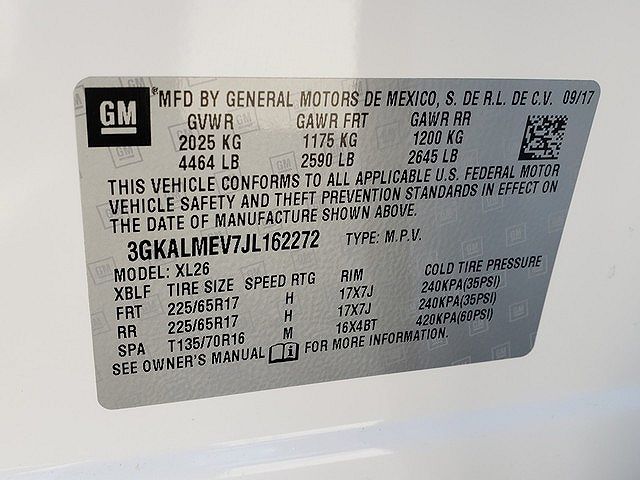 GM ® MFD BY GENERAL MOTORS DE MEXICO, S. DE R.L. DE C.V. 09/17
GVWR GAWR FRT GAWR RR
2025 KG 1175 KG 1200 KG
4464 LB 2590 LB 2645 LB
THIS VEHICLE CONFORMS TO ALL APPLICABLE U.S. FEDERAL MOTOR
VEHICLE SAFETY AND THEFT PREVENTION STANDARDS IN EFFECT ON
THE DATE OF MANUFACTURE SHOWN ABOVE.
3GKALMEV7JL162272 TYPE: M.P.V.
MODEL: XL26
XBLF TIRE SIZE SPEED RTG RIM COLD TIRE PRESSURE
FRT 225/65R17 H 17X7J 240KPA(35PSI)
RR 225/65R17 H 17X7J 240KPA(35PSI)
SPA T135/70R16 M 16X4BT 420KPA(60PSI)
SEE OWNER'S MANUAL FOR MORE INFORMATION.